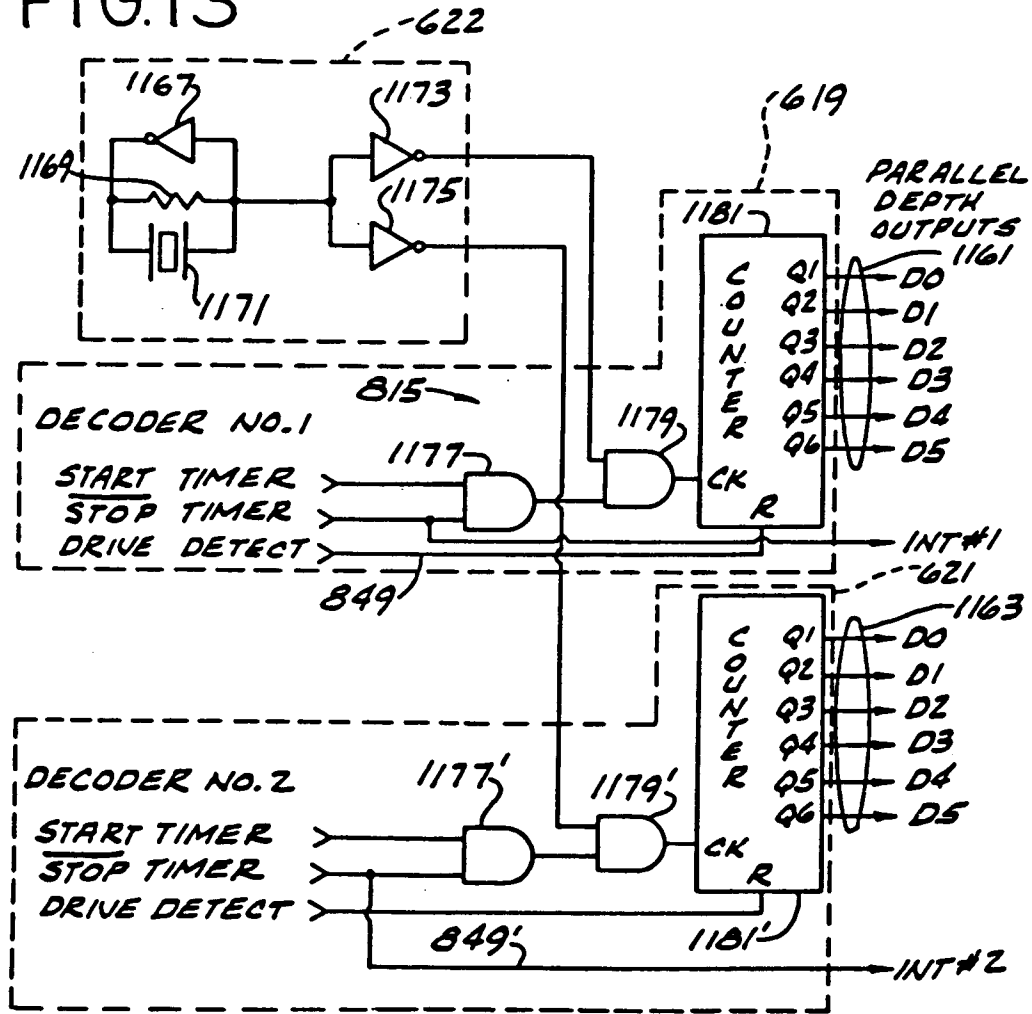 FIG.13
622
1167
1173
1169
1175
1171
619
PARALLEL
DEPTH
OUTPUTS
1161
1181
COUNTER
Q1
Q2
Q3
Q4
Q5
Q6
CK
R
D0
D1
D2
D3
D4
D5
815
DECODER NO.1
1177
1179
START TIMER
STOP TIMER
DRIVE DETECT
849
INT#1
621
1163
COUNTER
Q1
Q2
Q3
Q4
Q5
Q6
CK
R
D0
D1
D2
D3
D4
D5
DECODER NO.2
1177'
1179'
START TIMER
STOP TIMER
DRIVE DETECT
849'
1181'
INT#2